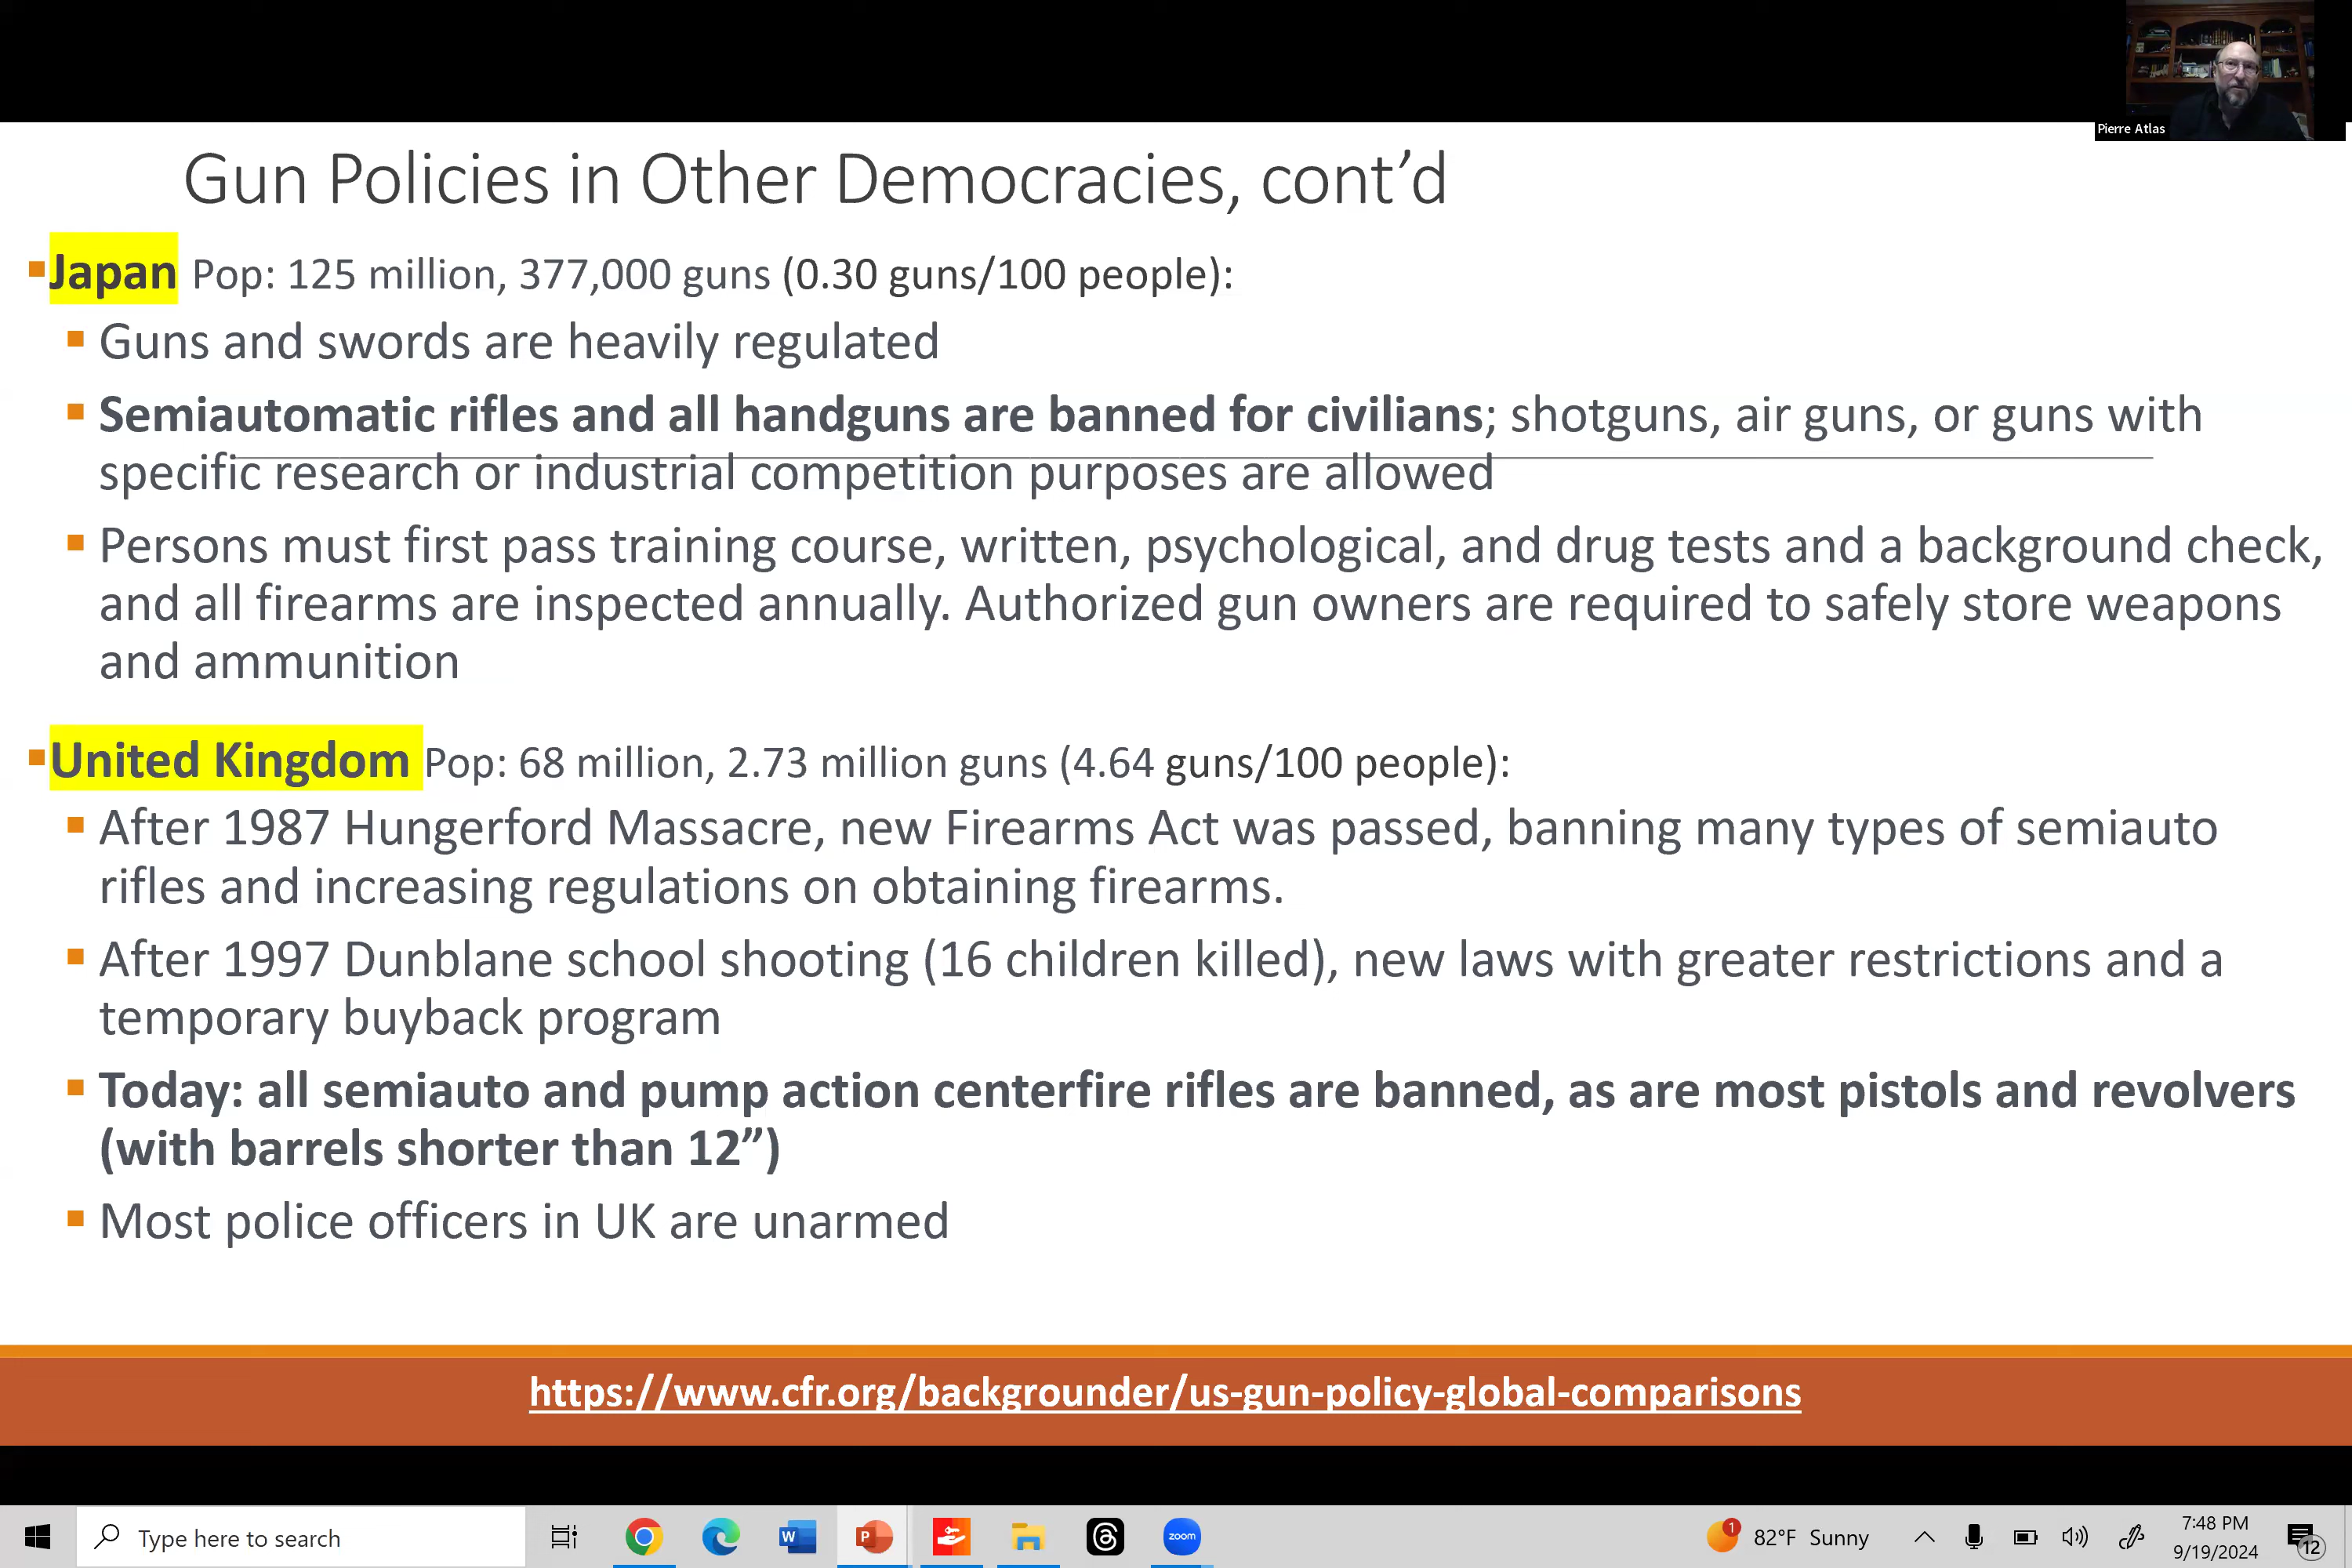 Pierre Atlas
Gun Policies in Other Democracies, cont’d
Japan Pop: 125 million, 377,000 guns (0.30 guns/100 people):
Guns and swords are heavily regulated
Semiautomatic rifles and all handguns are banned for civilians; shotguns, air guns, or guns with
specific research or industrial competition purposes are allowed
Persons must first pass training course, written, psychological, and drug tests and a background check,
and all firearms are inspected annually. Authorized gun owners are required to safely store weapons
and ammunition
United Kingdom Pop: 68 million, 2.73 million guns (4.64 guns/100 people):
After 1987 Hungerford Massacre, new Firearms Act was passed, banning many types of semiauto
rifles and increasing regulations on obtaining firearms.
After 1997 Dunblane school shooting (16 children killed), new laws with greater restrictions and a
temporary buyback program
Today: all semiauto and pump action centerfire rifles are banned, as are most pistols and revolvers
(with barrels shorter than 12”)
Most police officers in UK are unarmed
https://www.cfr.org/backgrounder/us-gun-policy-global-comparisons
Type here to search
W
P
zoom
1
82°F Sunny
7:48 PM
9/19/2024
12